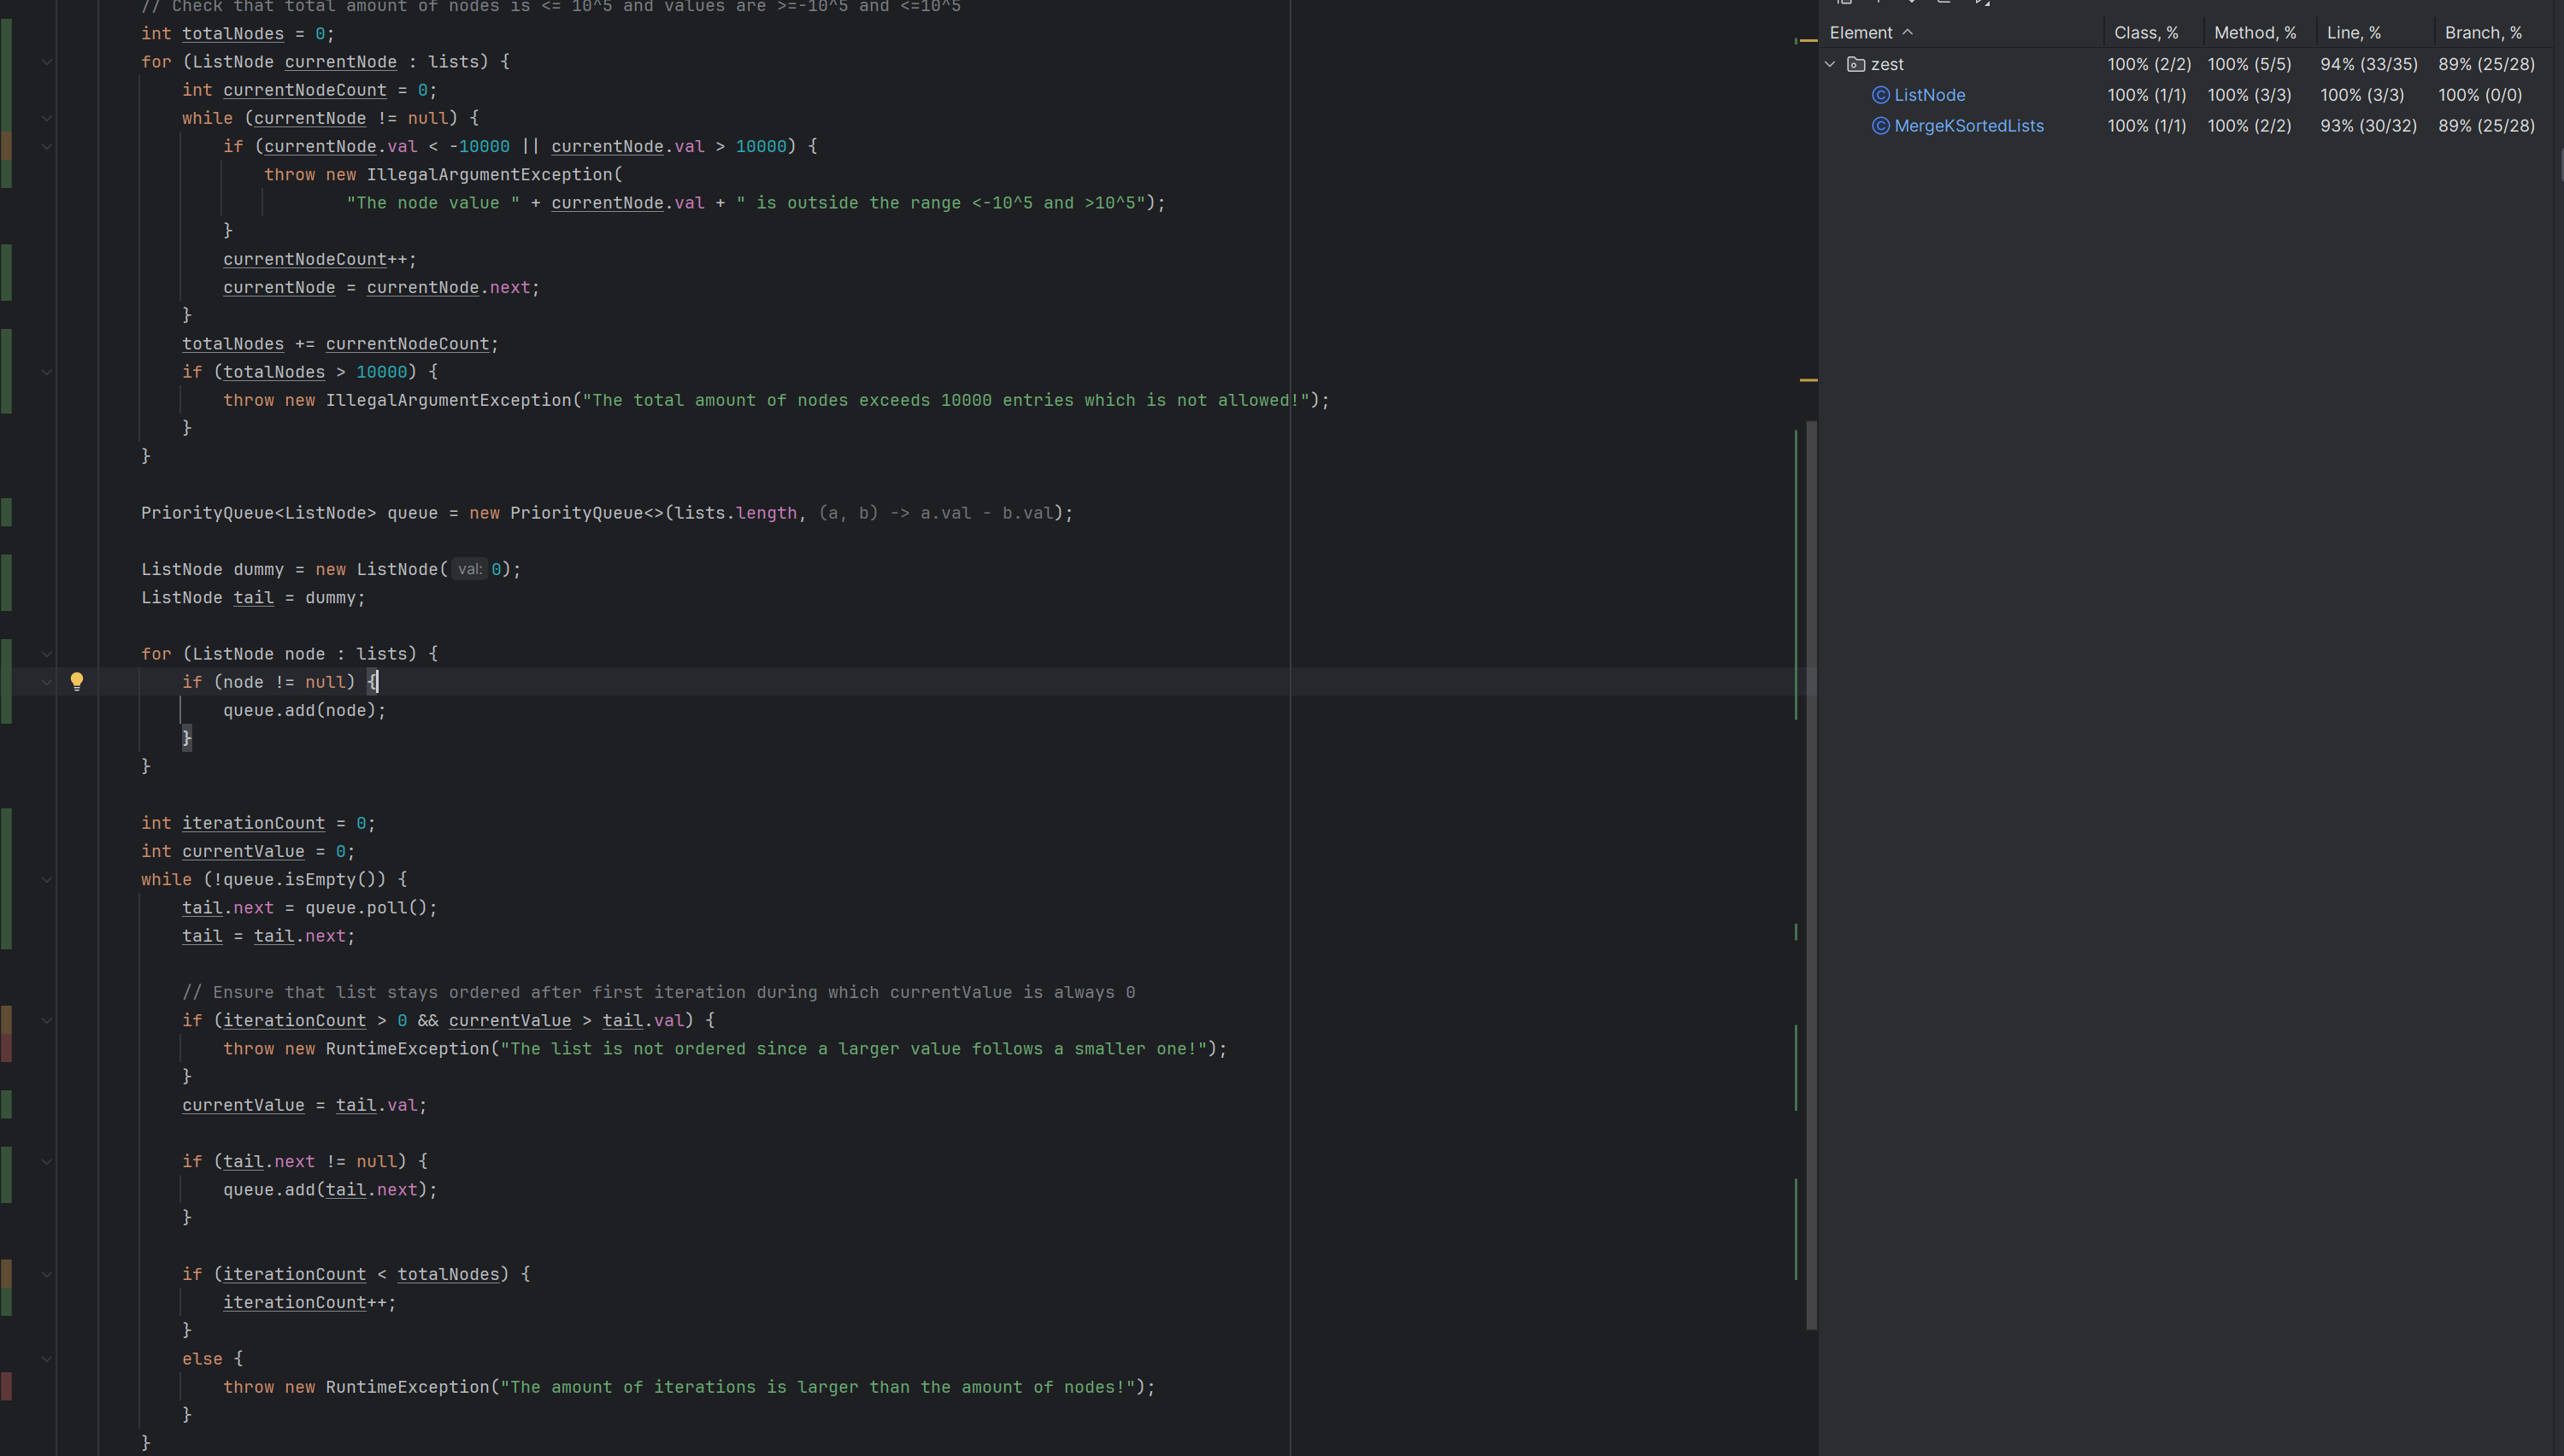 // Check that total amount of nodes is <= 10^5 and values are >=-10^5 and <=10^5
int totalNodes = 0;
for (ListNode currentNode : lists) {
int currentNodeCount = 0;
while (currentNode != null) {
if (currentNode.val < -10000 || currentNode.val > 10000) {
throw new IllegalArgumentException(
"The node value " + currentNode.val + " is outside the range <-10^5 and >10^5");
}
currentNodeCount++;
currentNode = currentNode.next;
}
totalNodes += currentNodeCount;
if (totalNodes > 10000) {
throw new IllegalArgumentException("The total amount of nodes exceeds 10000 entries which is not allowed!");
}
}
PriorityQueue<ListNode> queue = new PriorityQueue<>(lists.length, (a, b) -> a.val - b.val);
ListNode dummy = new ListNode( val: 0);
ListNode tail = dummy;
for (ListNode node : lists) {
if (node != null) {
queue.add(node);
}
}
int iterationCount = 0;
int currentValue = 0;
while (!queue.isEmpty()) {
tail.next = queue.poll();
tail = tail.next;
// Ensure that list stays ordered after first iteration during which currentValue is always 0
if (iterationCount > 0 && currentValue > tail.val) {
throw new RuntimeException("The list is not ordered since a larger value follows a smaller one!");
}
currentValue = tail.val;
if (tail.next != null) {
queue.add(tail.next);
}
if (iterationCount < totalNodes) {
iterationCount++;
}
else {
throw new RuntimeException("The amount of iterations is larger than the amount of nodes!");
}
}
Element Class, % Method, % Line, % Branch, %
zest 100% (2/2) 100% (5/5) 94% (33/35) 89% (25/28)
ListNode 100% (1/1) 100% (3/3) 100% (3/3) 100% (0/0)
MergeKSortedLists 100% (1/1) 100% (2/2) 93% (30/32) 89% (25/28)